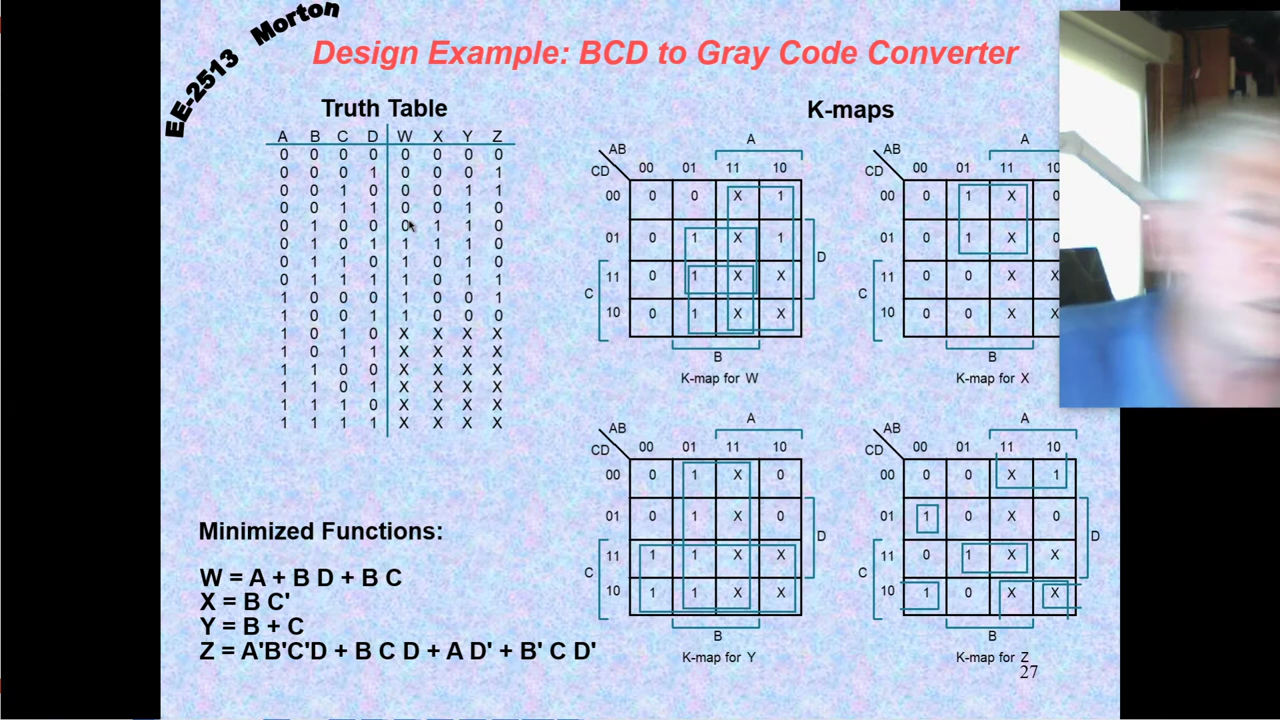 EE-2513 Morton
Design Example: BCD to Gray Code Converter
Truth Table
A B C D W X Y Z
0 0 0 0 0 0 0 0
0 0 0 1 0 0 0 1
0 0 1 0 0 0 1 1
0 0 1 1 0 0 1 0
0 1 0 0 0 1 1 0
0 1 0 1 1 1 1 0
0 1 1 0 1 0 1 0
0 1 1 1 1 0 1 1
1 0 0 0 1 0 0 1
1 0 0 1 1 0 0 0
1 0 1 0 X X X X
1 0 1 1 X X X X
1 1 0 0 X X X X
1 1 0 1 X X X X
1 1 1 0 X X X X
1 1 1 1 X X X X
Minimized Functions:
W = A + B D + B C
X = B C'
Y = B + C
Z = A'B'C'D + B C D + A D' + B' C D'
K-maps
A
AB
CD 00 01 11 10
00 0 0 X 1
01 0 1 X 1
D
11 0 1 X X
C
10 0 1 X X
B
K-map for W
A
AB
CD 00 01 11 10
00 0 1 X 0
01 0 1 X 0
11 0 0 X X
C
10 0 0 X X
B
K-map for X
A
AB
CD 00 01 11 10
00 0 1 X 0
01 0 1 X 0
D
11 1 1 X X
C
10 1 1 X X
B
K-map for Y
A
AB
CD 00 01 11 10
00 0 0 X 1
01 1 0 X 0
D
11 0 1 X X
C
10 1 0 X X
B
K-map for Z
27